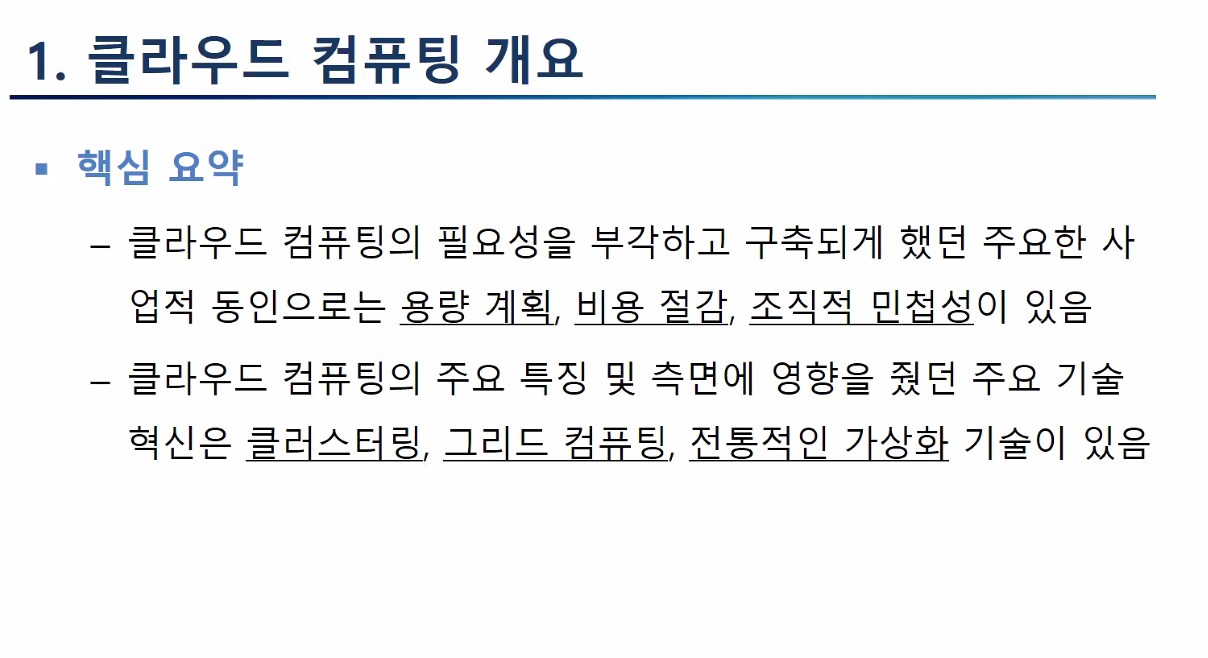 1. 클라우드 컴퓨팅 개요
▪ 핵심 요약
– 클라우드 컴퓨팅의 필요성을 부각하고 구축되게 했던 주요한 사
업적 동인으로는 용량 계획, 비용 절감, 조직적 민첩성이 있음
– 클라우드 컴퓨팅의 주요 특징 및 측면에 영향을 줬던 주요 기술
혁신은 클러스터링, 그리드 컴퓨팅, 전통적인 가상화 기술이 있음